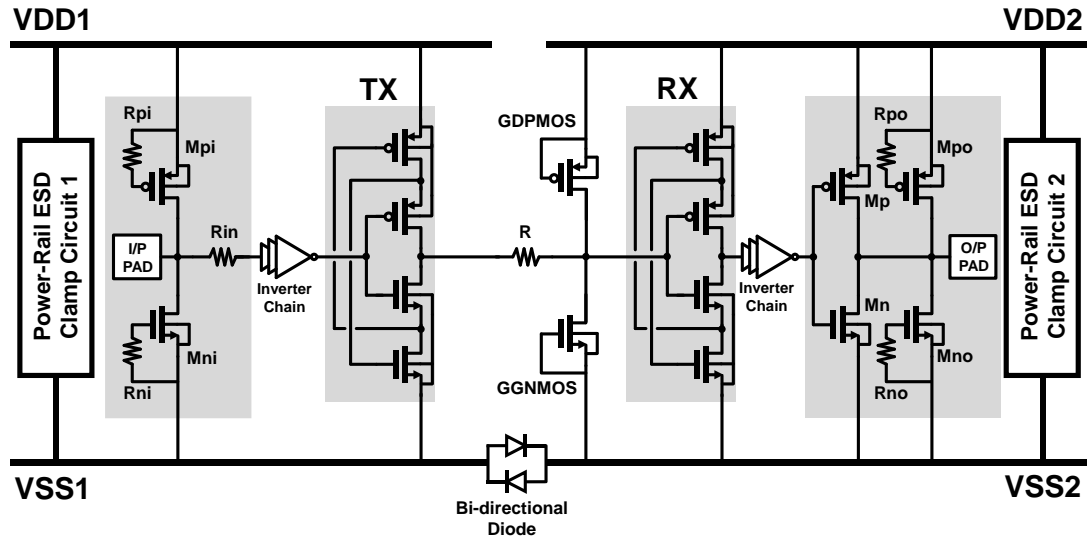 VDD1
VDD2
TX
RX
Rpi
Mpi
GDPMOS
Rpo
Mpo
Mp
Power-Rail ESD
Clamp Circuit 1
I/P
PAD
Rin
Inverter
Chain
R
Inverter
Chain
O/P
PAD
Power-Rail ESD
Clamp Circuit 2
Mn
Mni
Rni
GGNMOS
Mno
Rno
VSS1
VSS2
Bi-directional
Diode